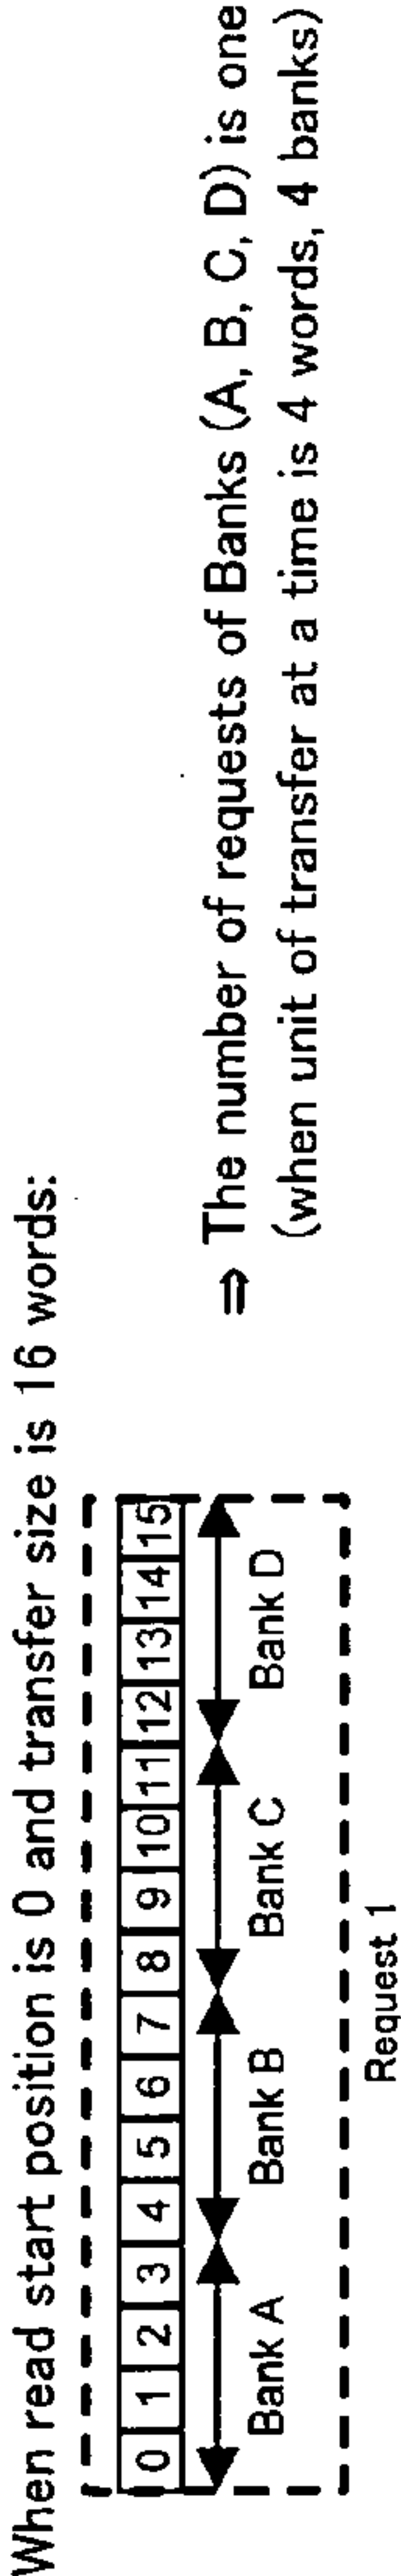 When read start position is 0 and transfer size is 16 words:
0 1 2 3 4 5 6 7 8 9 10 11 12 13 14 15
Bank A Bank B Bank C Bank D
Request 1
⇒ The number of requests of Banks (A, B, C, D) is one
(when unit of transfer at a time is 4 words, 4 banks)